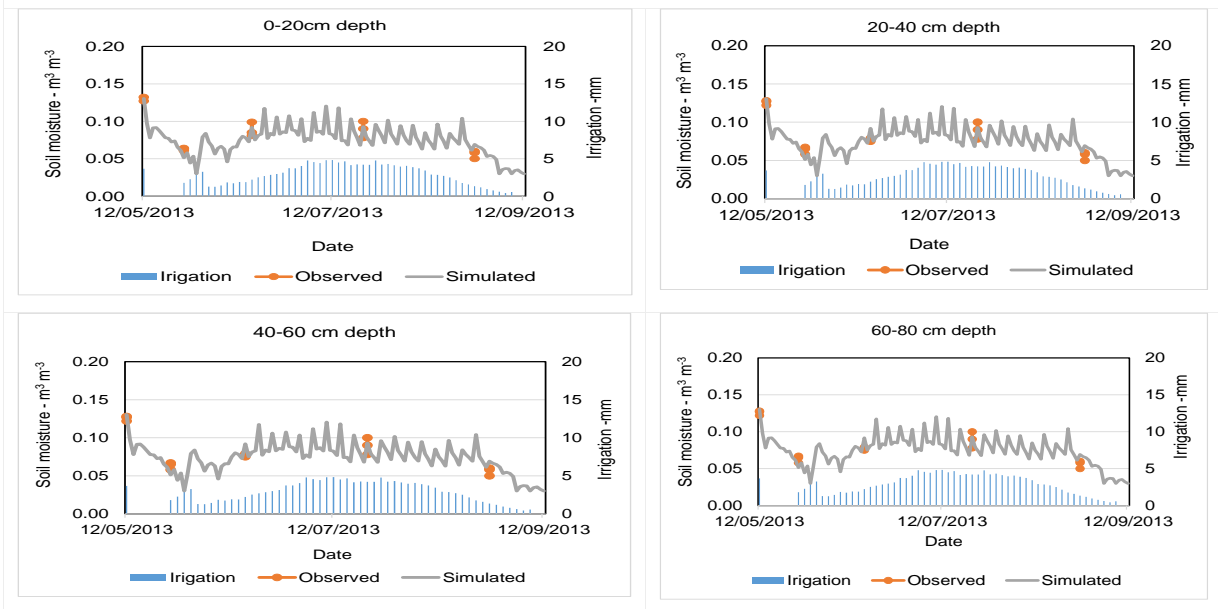 0-20cm depth
Soil moisture - m³ m⁻³
0.20
0.15
0.10
0.05
0.00
20
15
10
5
0
Irrigation -mm
12/05/2013 12/07/2013 12/09/2013
Date
Irigation Observed Simulated
20-40 cm depth
Soil moisture - m³ m⁻³
0.20
0.15
0.10
0.05
0.00
20
15
10
5
0
Irrigation -mm
12/05/2013 12/07/2013 12/09/2013
Date
Irigation Observed Simulated
40-60 cm depth
Soil moisture - m³ m⁻³
0.20
0.15
0.10
0.05
0.00
20
15
10
5
0
Irrigation -mm
12/05/2013 12/07/2013 12/09/2013
Date
Irigation Observed Simulated
60-80 cm depth
Soil moisture - m³ m⁻³
0.20
0.15
0.10
0.05
0.00
20
15
10
5
0
Irrigation -mm
12/05/2013 12/07/2013 12/09/2013
Date
Irigation Observed Simulated